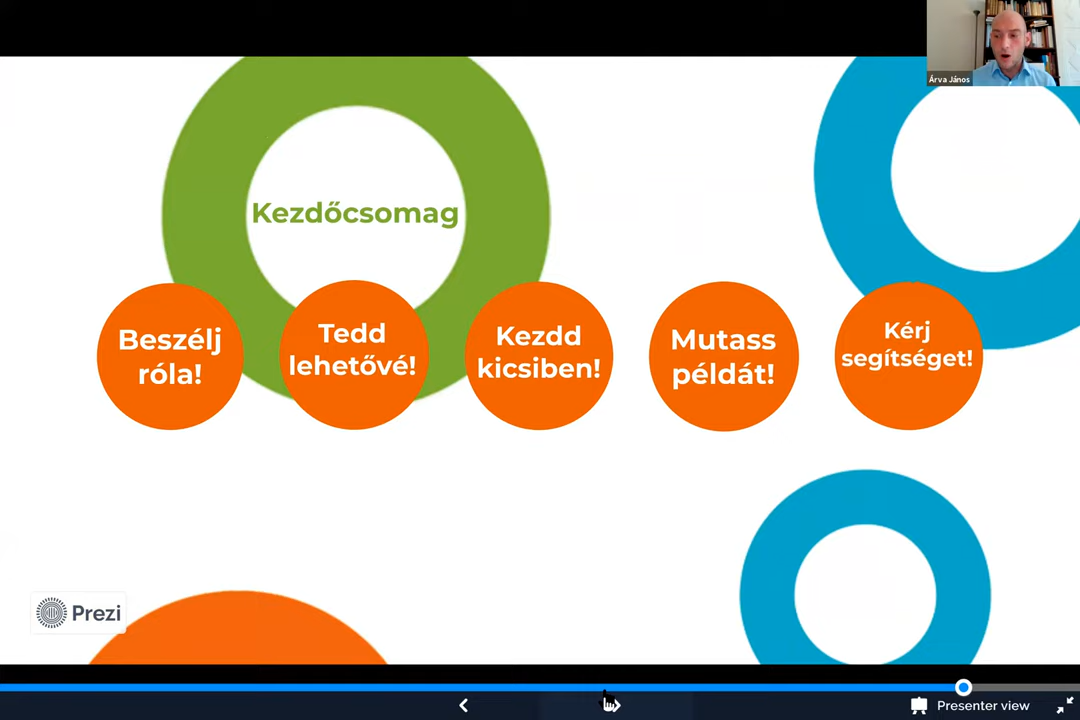 Árva János
Kezdőcsomag
Beszélj
róla!
Tedd
lehetővé!
Kezdd
kicsiben!
Mutass
példát!
Kérj
segítséget!
Prezi
Presenter view